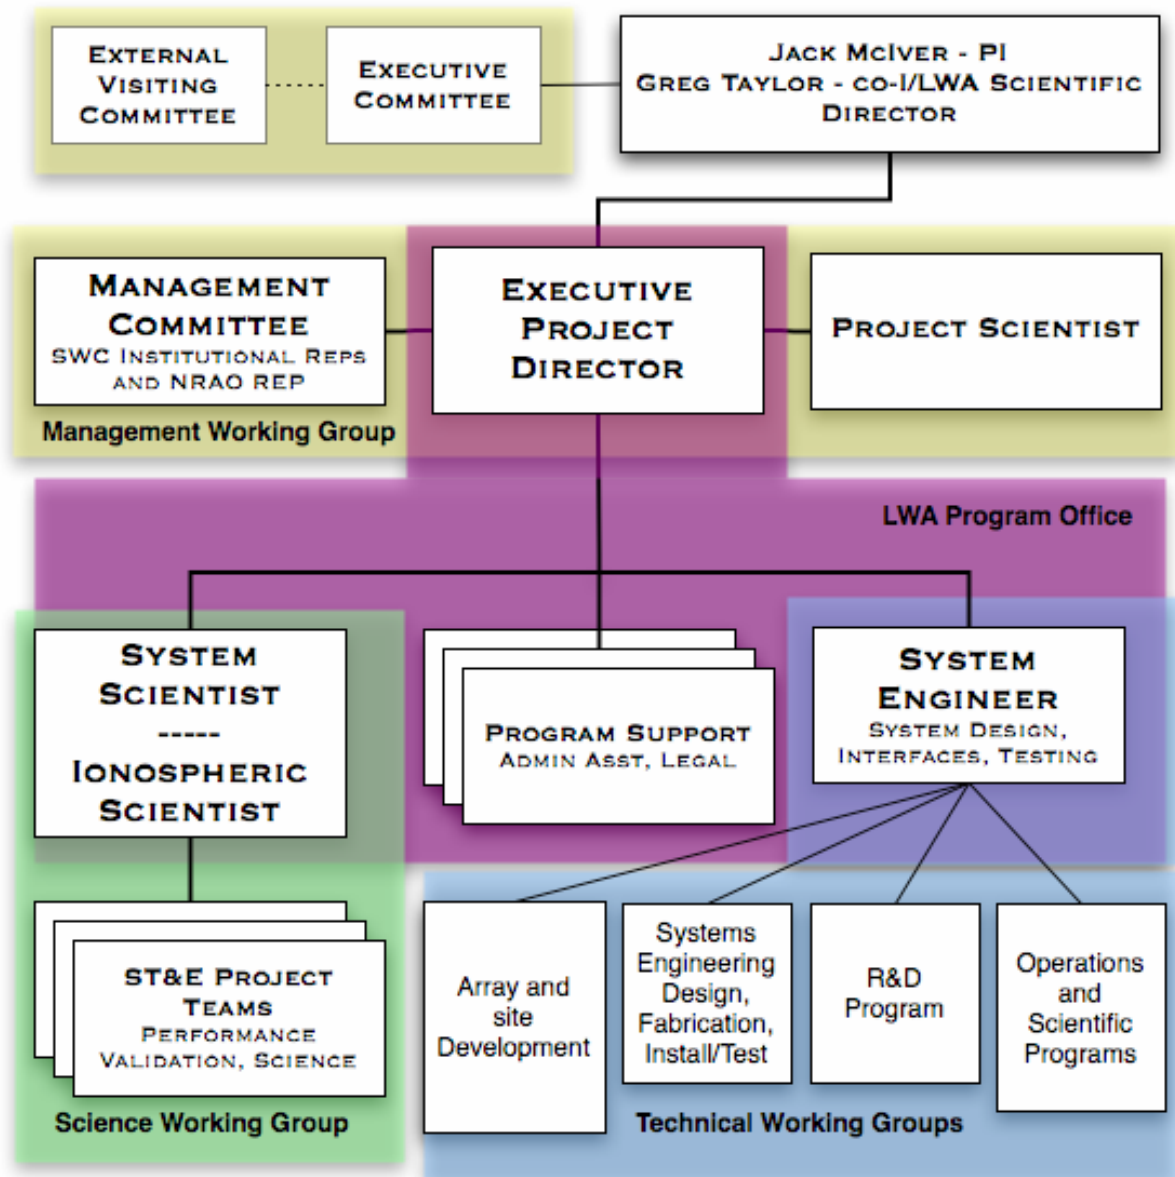 External
Visiting
Committee
Executive
Committee
Jack McIver - PI
Greg Taylor - co-I/LWA Scientific
Director
Management
Committee
SWC Institutional Reps
and NRAO rep
Executive
Project
Director
Project Scientist
Management Working Group
LWA Program Office
System
Scientist
-----
Ionospheric
Scientist
Program Support
Admin Asst, Legal
System
Engineer
System Design,
Interfaces, Testing
ST&E Project
Teams
Performance
Validation, Science
Array and
site
Development
Systems
Engineering
Design,
Fabrication,
Install/Test
R&D
Program
Operations
and
Scientific
Programs
Science Working Group
Technical Working Groups